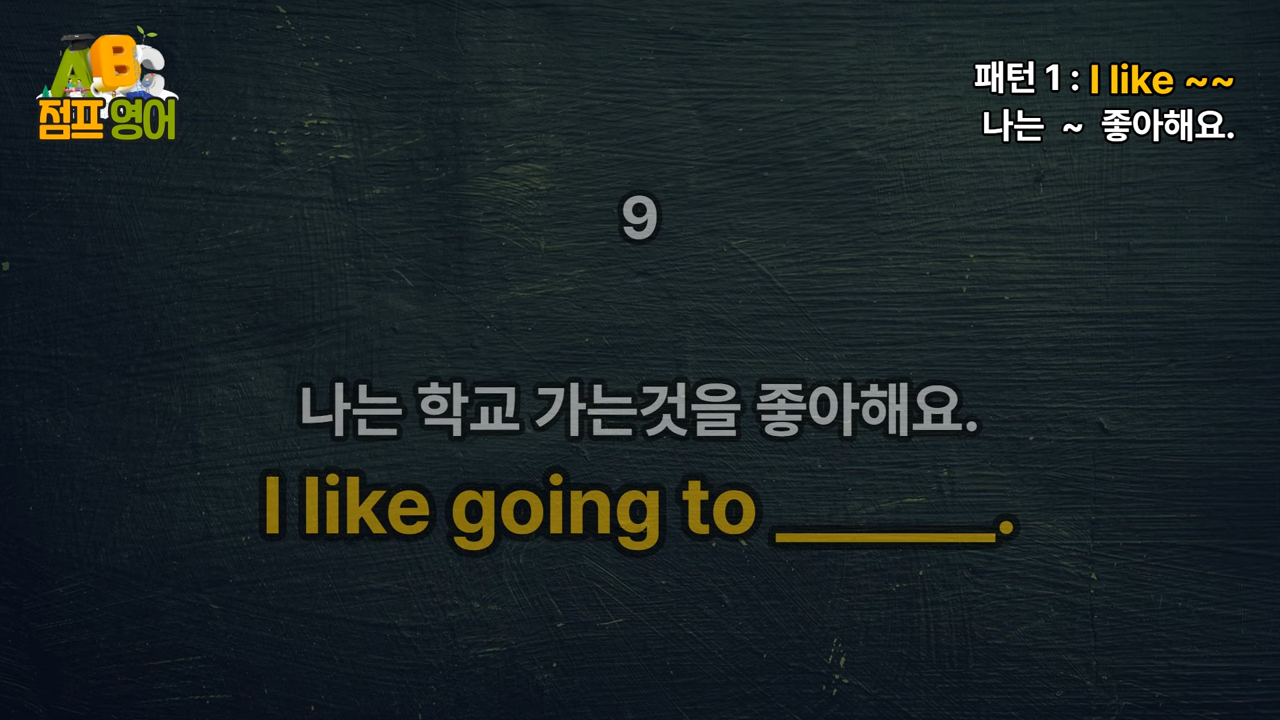 ABC
점프영어
패턴 1 : I like ~~
나는 ~ 좋아해요.
9
나는 학교 가는것을 좋아해요.
I like going to ______.